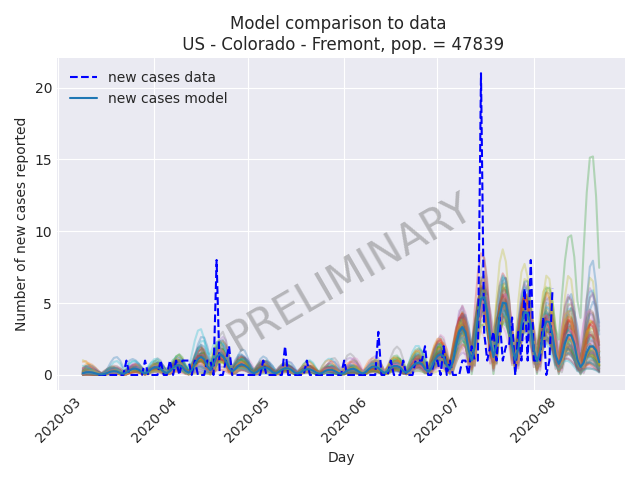 Model comparison to data
US - Colorado - Fremont, pop. = 47839
new cases data
new cases model
Number of new cases reported
20
15
10
5
0
PRELIMINARY
2020-03
2020-04
2020-05
2020-06
2020-07
2020-08
Day